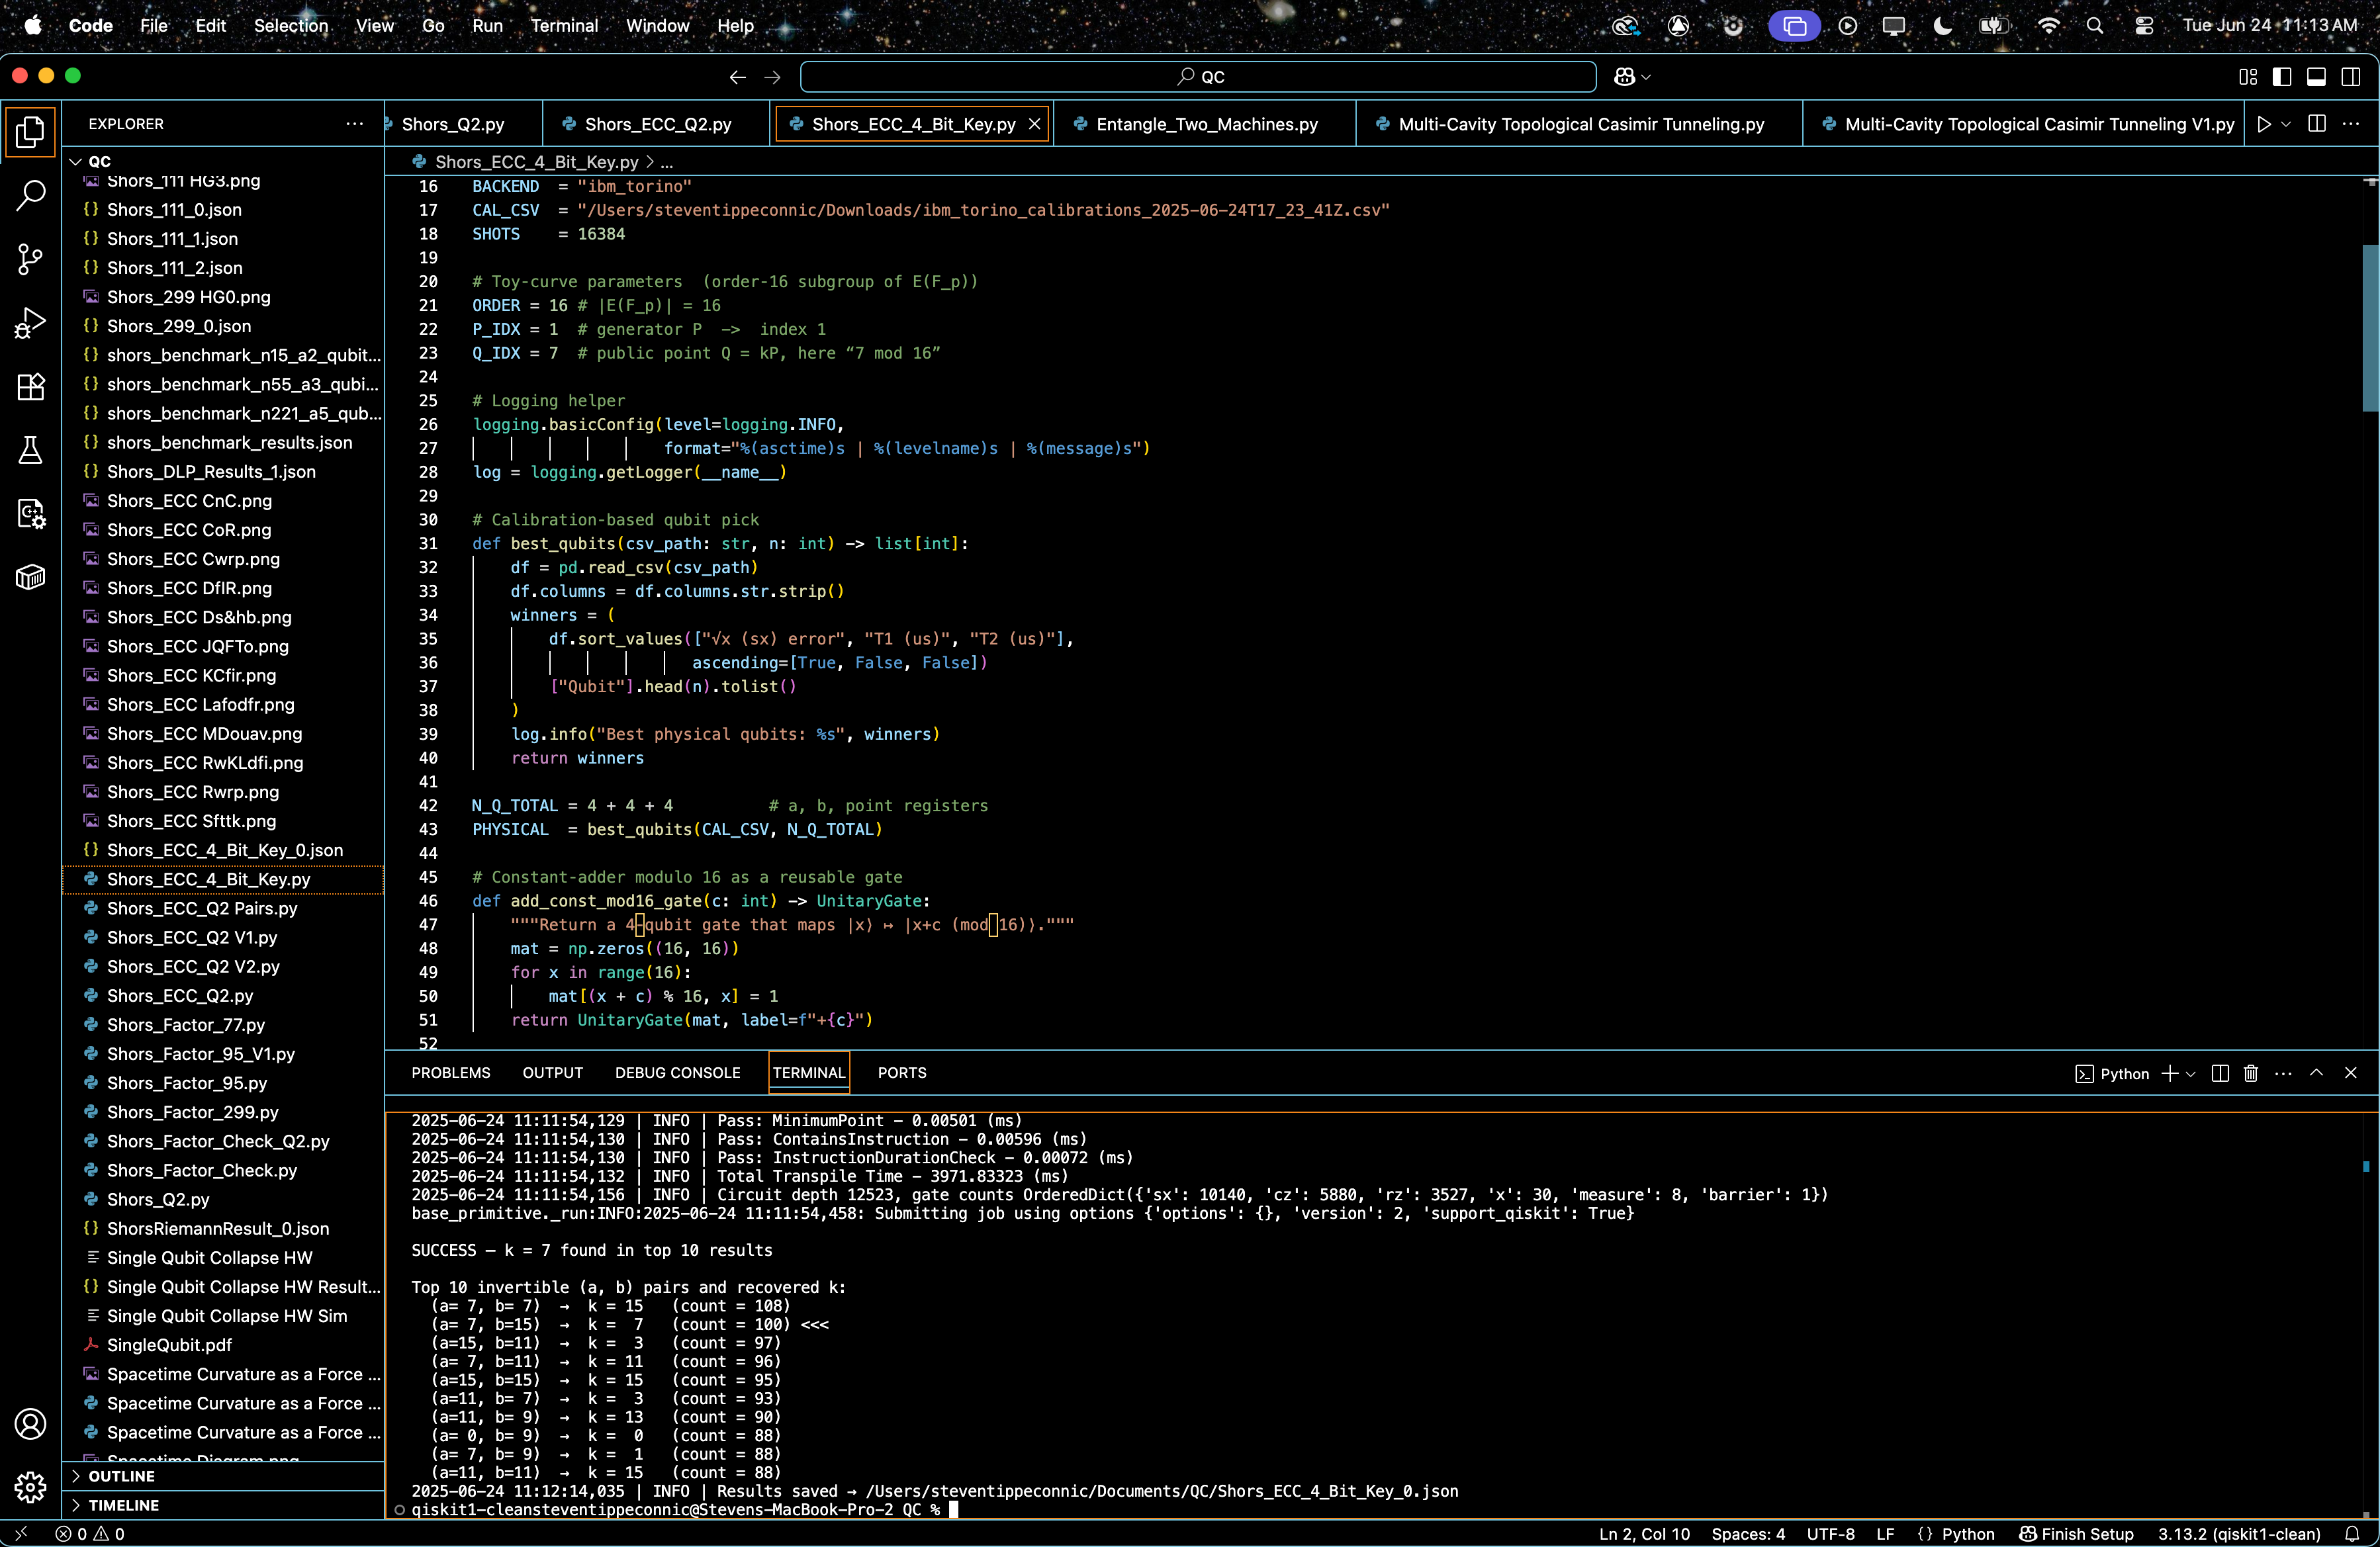 Code File Edit Selection View Go Run Terminal Window Help Tue Jun 24 11:13 AM
QC
EXPLORER
Shors_Q2.py Shors_ECC_Q2.py Shors_ECC_4_Bit_Key.py Entangle_Two_Machines.py Multi-Cavity Topological Casimir Tunneling.py Multi-Cavity Topological Casimir Tunneling V1.py
QC
Shors_111 HG3.png
Shors_111_0.json
Shors_111_1.json
Shors_111_2.json
Shors_299 HG0.png
Shors_299_0.json
shors_benchmark_n15_a2_qubit...
shors_benchmark_n55_a3_qubi...
shors_benchmark_n221_a5_qub...
shors_benchmark_results.json
Shors_DLP_Results_1.json
Shors_ECC CnC.png
Shors_ECC CoR.png
Shors_ECC Cwrp.png
Shors_ECC DflR.png
Shors_ECC Ds&hb.png
Shors_ECC JQFTo.png
Shors_ECC KCfir.png
Shors_ECC Lafodfr.png
Shors_ECC MDouav.png
Shors_ECC RwKLdfi.png
Shors_ECC Rwrp.png
Shors_ECC Sfttk.png
Shors_ECC_4_Bit_Key_0.json
Shors_ECC_4_Bit_Key.py
Shors_ECC_Q2 Pairs.py
Shors_ECC_Q2 V1.py
Shors_ECC_Q2 V2.py
Shors_ECC_Q2.py
Shors_Factor_77.py
Shors_Factor_95_V1.py
Shors_Factor_95.py
Shors_Factor_299.py
Shors_Factor_Check_Q2.py
Shors_Factor_Check.py
Shors_Q2.py
ShorsRiemannResult_0.json
Single Qubit Collapse HW
Single Qubit Collapse HW Result...
Single Qubit Collapse HW Sim
SingleQubit.pdf
Spacetime Curvature as a Force ...
Spacetime Curvature as a Force ...
Spacetime Curvature as a Force ...
Spacetime Diagram.png
OUTLINE
TIMELINE
Shors_ECC_4_Bit_Key.py > ...
16 BACKEND = "ibm_torino"
17 CAL_CSV = "/Users/steventippeconnic/Downloads/ibm_torino_calibrations_2025-06-24T17_23_41Z.csv"
18 SHOTS = 16384
19
20 # Toy-curve parameters (order-16 subgroup of E(F_p))
21 ORDER = 16 # |E(F_p)| = 16
22 P_IDX = 1 # generator P -> index 1
23 Q_IDX = 7 # public point Q = kP, here “7 mod 16”
24
25 # Logging helper
26 logging.basicConfig(level=logging.INFO,
27 format="%(asctime)s | %(levelname)s | %(message)s")
28 log = logging.getLogger(__name__)
29
30 # Calibration-based qubit pick
31 def best_qubits(csv_path: str, n: int) -> list[int]:
32 df = pd.read_csv(csv_path)
33 df.columns = df.columns.str.strip()
34 winners = (
35 df.sort_values(["√x (sx) error", "T1 (us)", "T2 (us)"],
36 ascending=[True, False, False])
37 ["Qubit"].head(n).tolist()
38 )
39 log.info("Best physical qubits: %s", winners)
40 return winners
41
42 N_Q_TOTAL = 4 + 4 + 4 # a, b, point registers
43 PHYSICAL = best_qubits(CAL_CSV, N_Q_TOTAL)
44
45 # Constant-adder modulo 16 as a reusable gate
46 def add_const_mod16_gate(c: int) -> UnitaryGate:
47 """Return a 4-qubit gate that maps |x⟩ ↦ |x+c (mod 16)⟩."""
48 mat = np.zeros((16, 16))
49 for x in range(16):
50 mat[(x + c) % 16, x] = 1
51 return UnitaryGate(mat, label=f"+{c}")
52
PROBLEMS OUTPUT DEBUG CONSOLE TERMINAL PORTS Python
2025-06-24 11:11:54,129 | INFO | Pass: MinimumPoint - 0.00501 (ms)
2025-06-24 11:11:54,130 | INFO | Pass: ContainsInstruction - 0.00596 (ms)
2025-06-24 11:11:54,130 | INFO | Pass: InstructionDurationCheck - 0.00072 (ms)
2025-06-24 11:11:54,132 | INFO | Total Transpile Time - 3971.83323 (ms)
2025-06-24 11:11:54,156 | INFO | Circuit depth 12523, gate counts OrderedDict({'sx': 10140, 'cz': 5880, 'rz': 3527, 'x': 30, 'measure': 8, 'barrier': 1})
base_primitive._run:INFO:2025-06-24 11:11:54,458: Submitting job using options {'options': {}, 'version': 2, 'support_qiskit': True}
SUCCESS — k = 7 found in top 10 results
Top 10 invertible (a, b) pairs and recovered k:
(a= 7, b= 7) → k = 15 (count = 108)
(a= 7, b=15) → k = 7 (count = 100) <<<
(a=15, b=11) → k = 3 (count = 97)
(a= 7, b=11) → k = 11 (count = 96)
(a=15, b=15) → k = 15 (count = 95)
(a=11, b= 7) → k = 3 (count = 93)
(a=11, b= 9) → k = 13 (count = 90)
(a= 0, b= 9) → k = 0 (count = 88)
(a= 7, b= 9) → k = 1 (count = 88)
(a=11, b=11) → k = 15 (count = 88)
2025-06-24 11:12:14,035 | INFO | Results saved → /Users/steventippeconnic/Documents/QC/Shors_ECC_4_Bit_Key_0.json
qiskit1-cleansteventippeconnic@Stevens-MacBook-Pro-2 QC %
0 0 Ln 2, Col 10 Spaces: 4 UTF-8 LF {} Python Finish Setup 3.13.2 (qiskit1-clean)